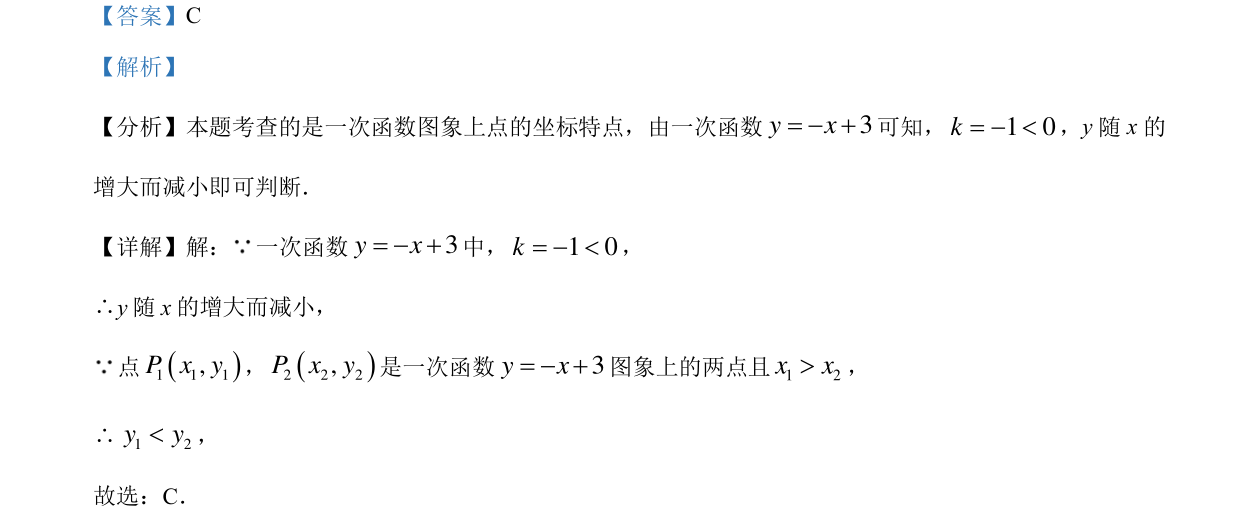 【答案】C
【解析】
【分析】本题考查的是一次函数图象上点的坐标特点，由一次函数 y = −x + 3 可知， k = −1 < 0 ，y 随 x 的
增大而减小即可判断．
【详解】解：∵ 一次函数 y = −x + 3 中， k = −1 < 0 ，
∴y 随 x 的增大而减小，
∵ 点 P₁(x₁, y₁) ， P₂(x₂, y₂) 是一次函数 y = −x + 3 图象上的两点且 x₁ > x₂ ，
∴ y₁ < y₂ ，
故选：C．